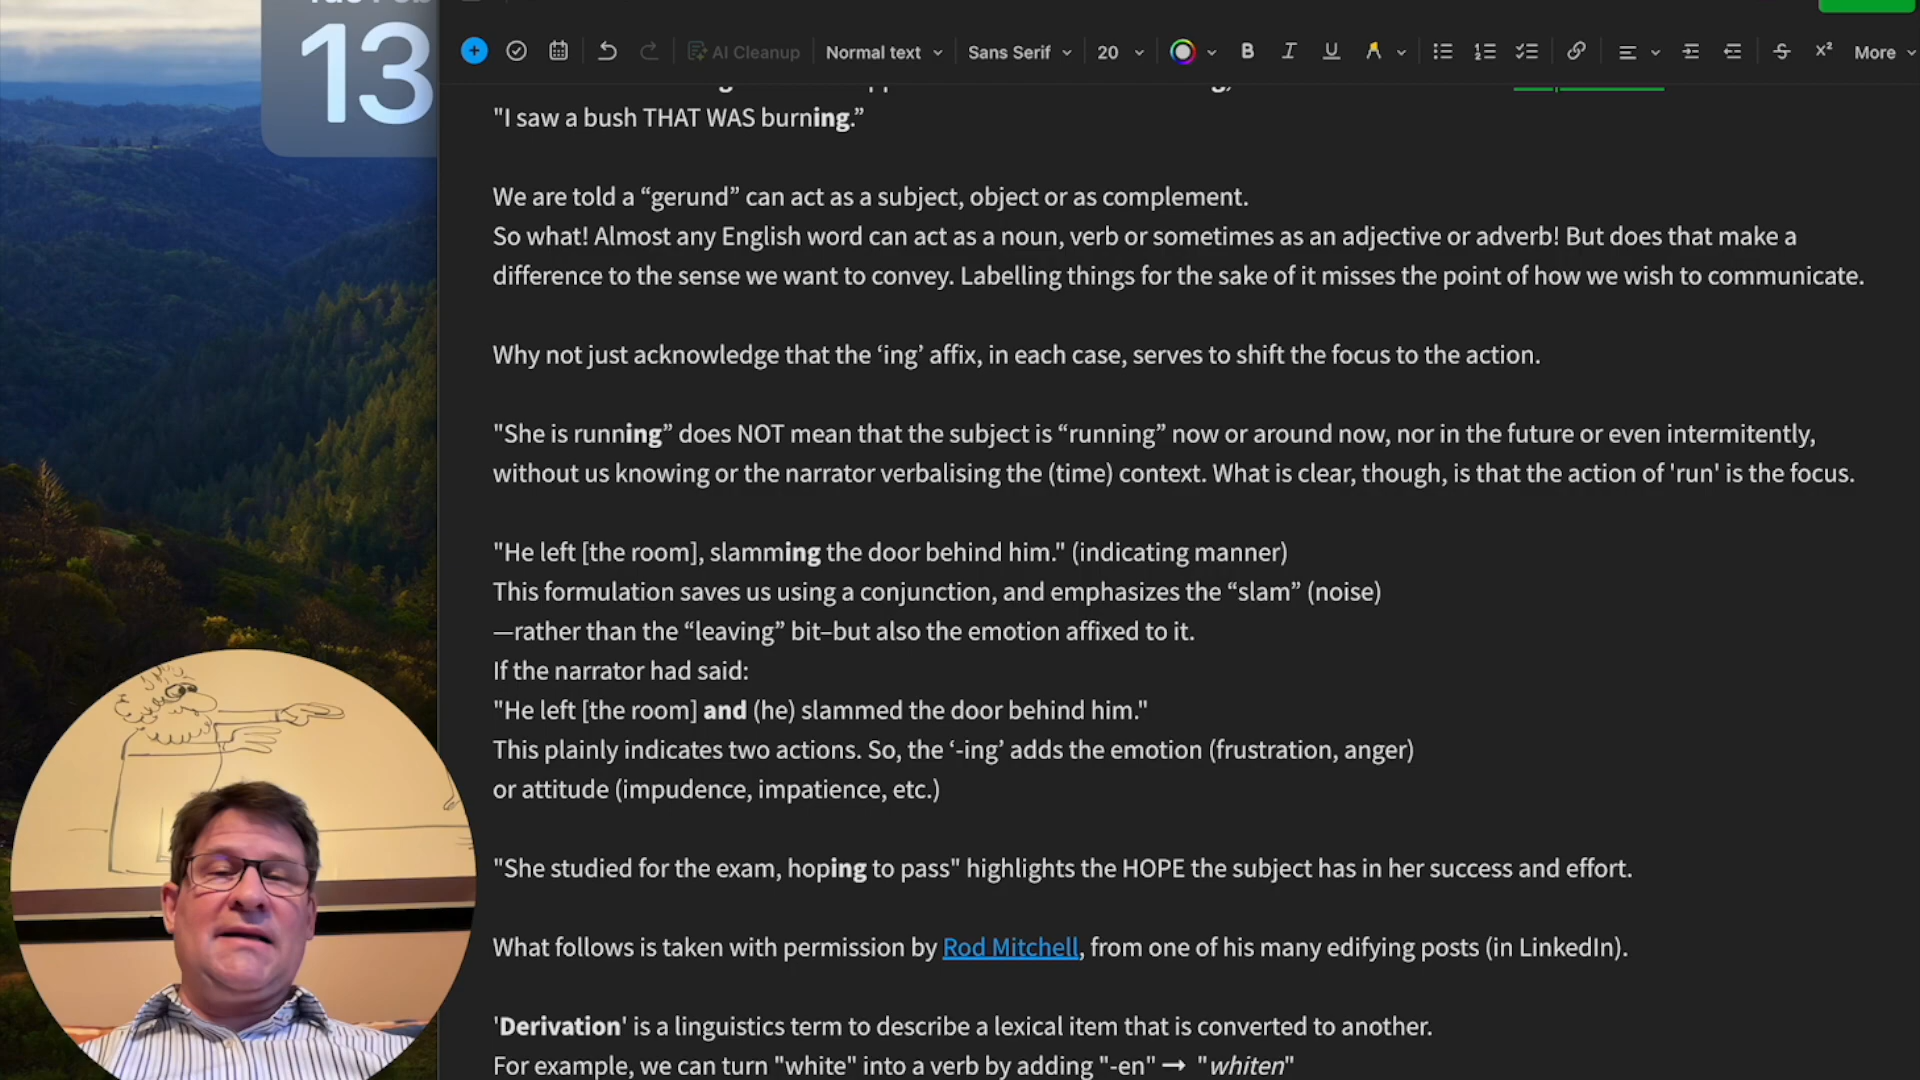 13
AI Cleanup
Normal text
Sans Serif
20
B
I
U
A
S
X²
More
"I saw a bush THAT WAS burning.”
We are told a “gerund” can act as a subject, object or as complement.
So what! Almost any English word can act as a noun, verb or sometimes as an adjective or adverb! But does that make a
difference to the sense we want to convey. Labelling things for the sake of it misses the point of how we wish to communicate.
Why not just acknowledge that the ‘ing’ affix, in each case, serves to shift the focus to the action.
"She is running” does NOT mean that the subject is “running” now or around now, nor in the future or even intermitently,
without us knowing or the narrator verbalising the (time) context. What is clear, though, is that the action of 'run' is the focus.
"He left [the room], slamming the door behind him." (indicating manner)
This formulation saves us using a conjunction, and emphasizes the “slam” (noise)
—rather than the “leaving” bit–but also the emotion affixed to it.
If the narrator had said:
"He left [the room] and (he) slammed the door behind him."
This plainly indicates two actions. So, the ‘-ing’ adds the emotion (frustration, anger)
or attitude (impudence, impatience, etc.)
"She studied for the exam, hoping to pass" highlights the HOPE the subject has in her success and effort.
What follows is taken with permission by Rod Mitchell, from one of his many edifying posts (in LinkedIn).
'Derivation' is a linguistics term to describe a lexical item that is converted to another.
For example, we can turn "white" into a verb by adding "-en" → "whiten"